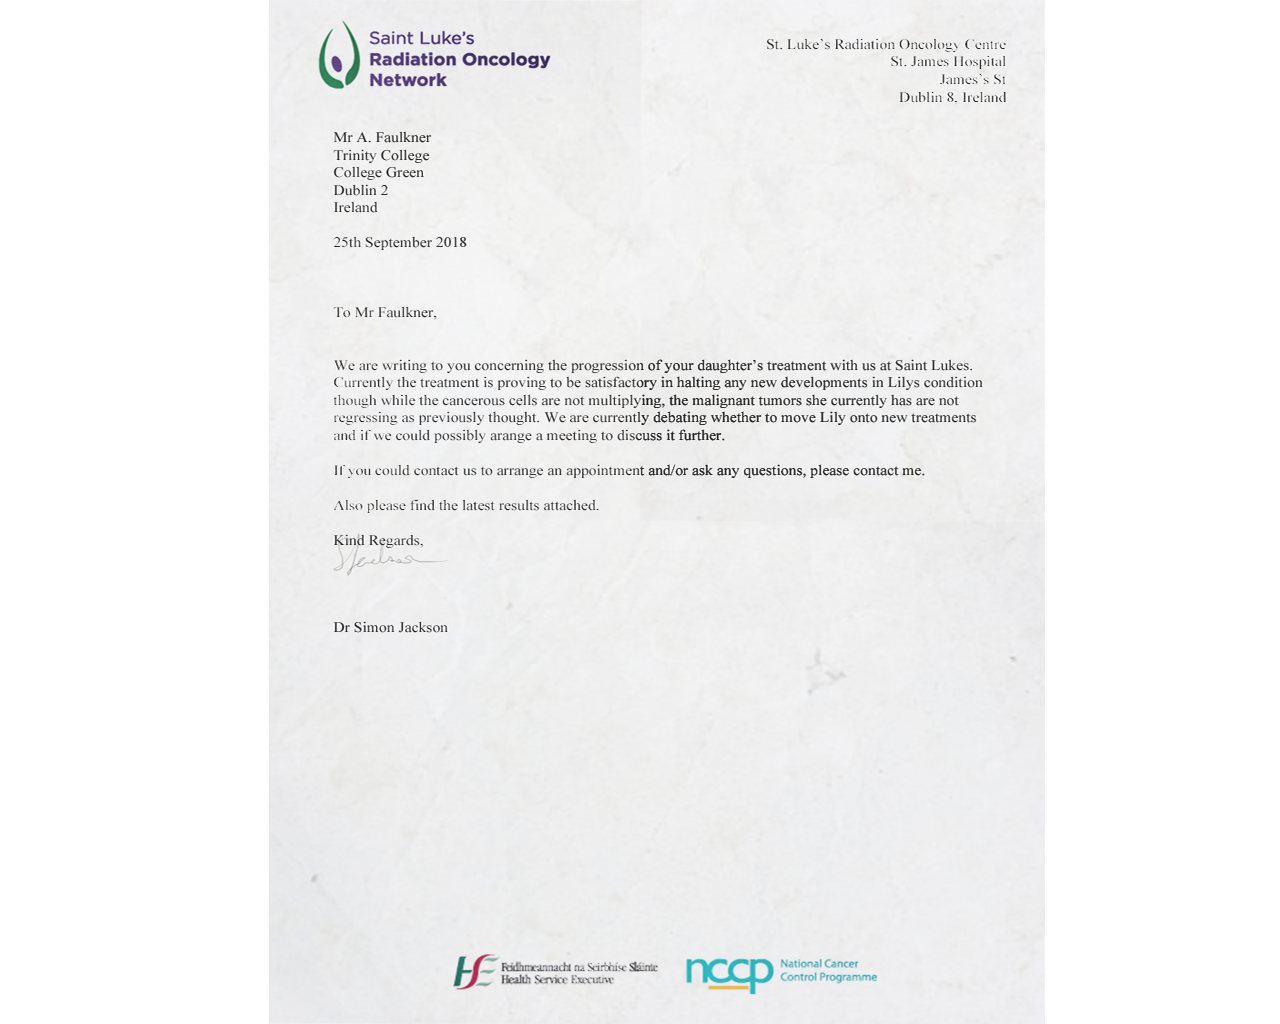 Saint Luke's
Radiation Oncology
Network
St. Luke's Radiation Oncology Centre
St. James Hospital
James's St
Dublin 8, Ireland
Mr A. Faulkner
Trinity College
College Green
Dublin 2
Ireland
25th September 2018
To Mr Faulkner,
We are writing to you concerning the progression of your daughter's treatment with us at Saint Lukes.
Currently the treatment is proving to be satisfactory in halting any new developments in Lilys condition
though while the cancerous cells are not multiplying, the malignant tumors she currently has are not
regressing as previously thought. We are currently debating whether to move Lily onto new treatments
and if we could possibly arange a meeting to discuss it further.
If you could contact us to arrange an appointment and/or ask any questions, please contact me.
Also please find the latest results attached.
Kind Regards,
Dr Simon Jackson
Feidhmeannacht na Seirbhíse Sláinte
Health Service Executive
nccp National Cancer
Control Programme